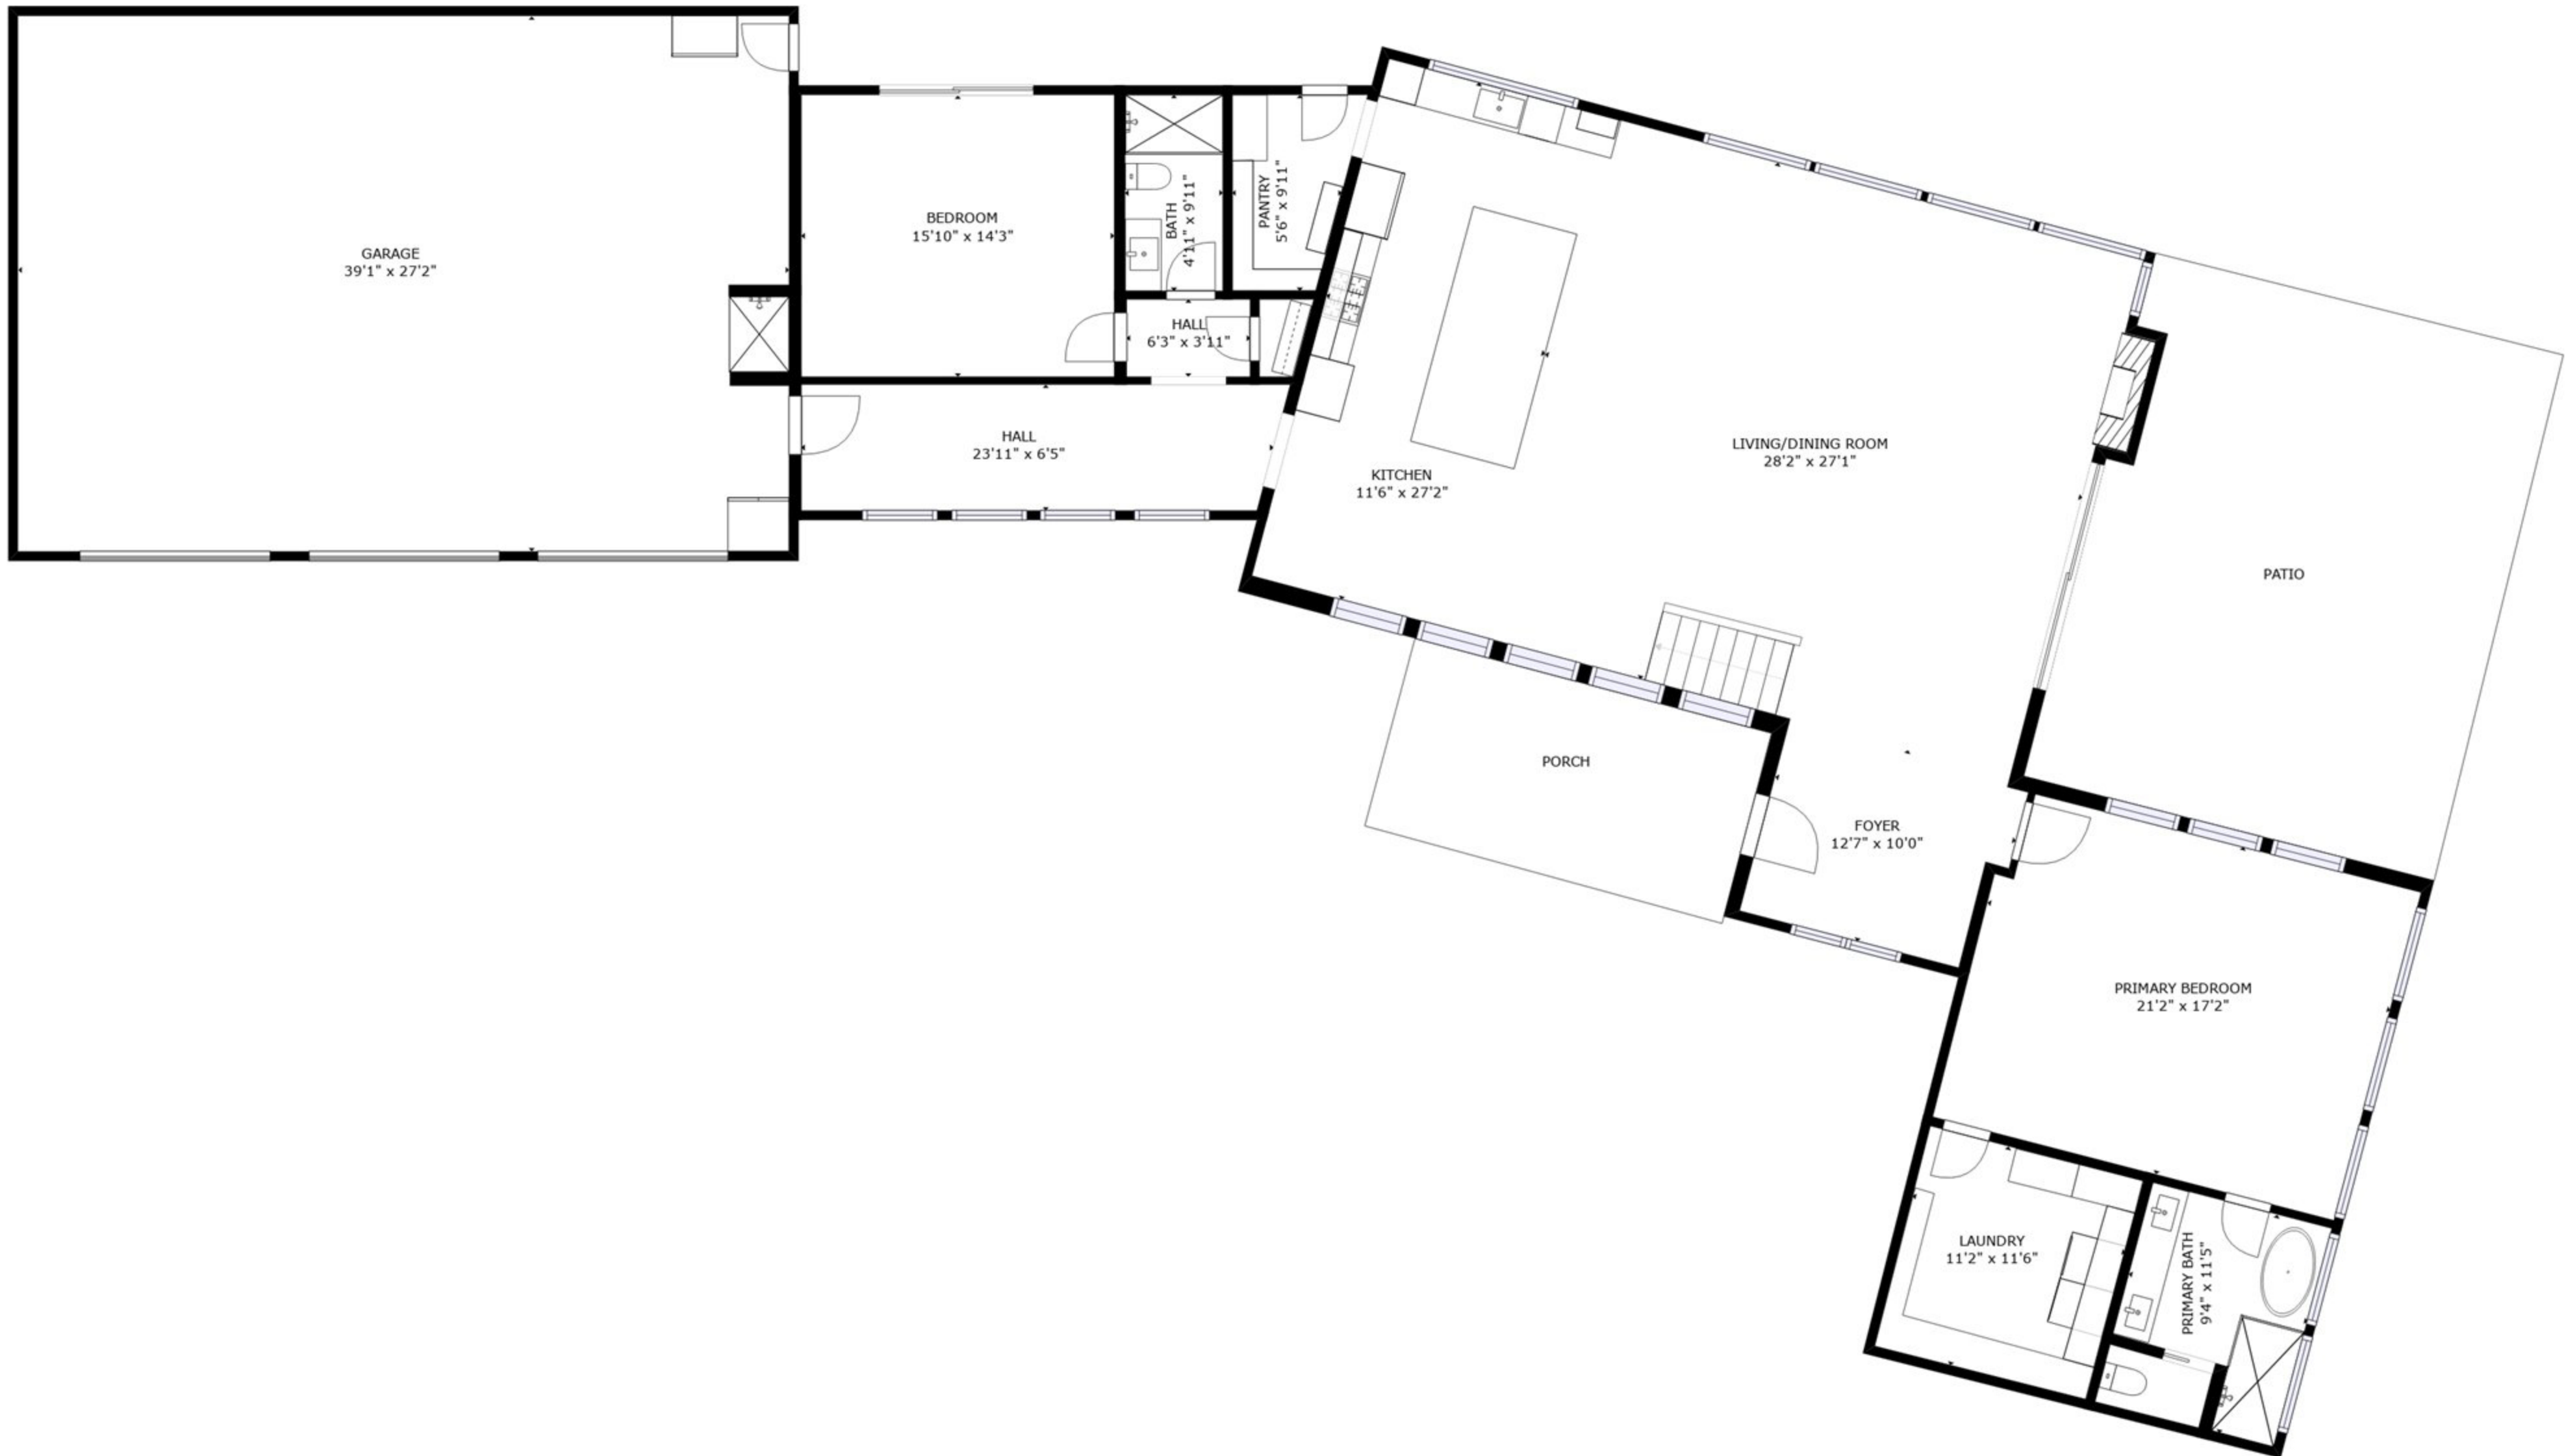 GARAGE
39'1" x 27'2"
BEDROOM
15'10" x 14'3"
BATH
4'11" x 9'11"
PANTRY
5'6" x 9'11"
HALL
6'3" x 3'11"
HALL
23'11" x 6'5"
KITCHEN
11'6" x 27'2"
LIVING/DINING ROOM
28'2" x 27'1"
PATIO
PORCH
FOYER
12'7" x 10'0"
PRIMARY BEDROOM
21'2" x 17'2"
LAUNDRY
11'2" x 11'6"
PRIMARY BATH
9'4" x 11'5"